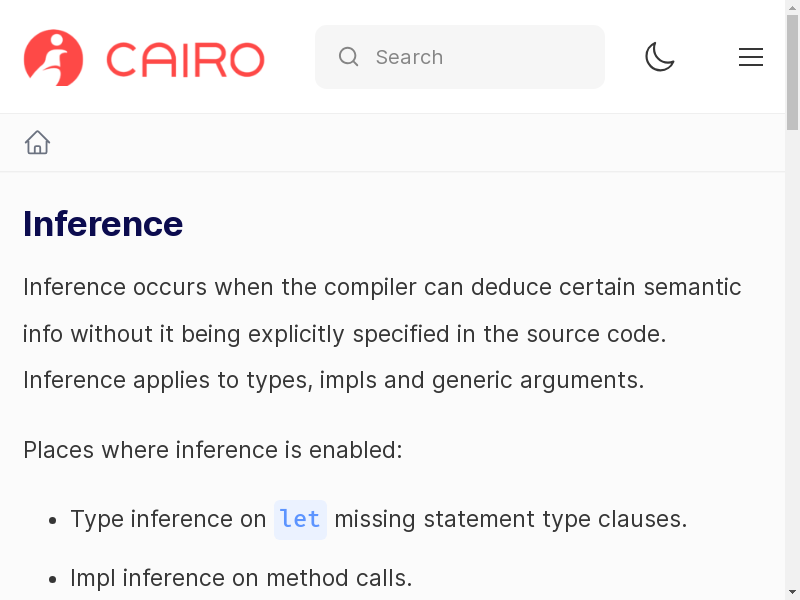 CAIRO
Search
Inference
Inference occurs when the compiler can deduce certain semantic
info without it being explicitly specified in the source code.
Inference applies to types, impls and generic arguments.
Places where inference is enabled:
Type inference on let missing statement type clauses.
Impl inference on method calls.